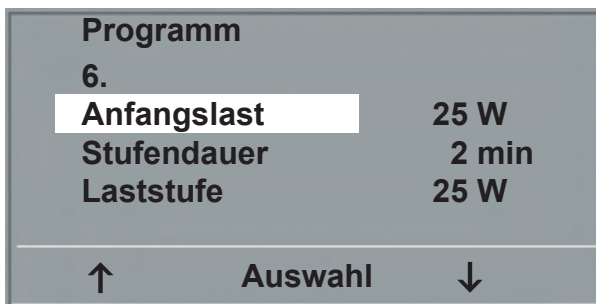 Programm
6.
Anfangslast 25 W
Stufendauer 2 min
Laststufe 25 W
↑ Auswahl ↓